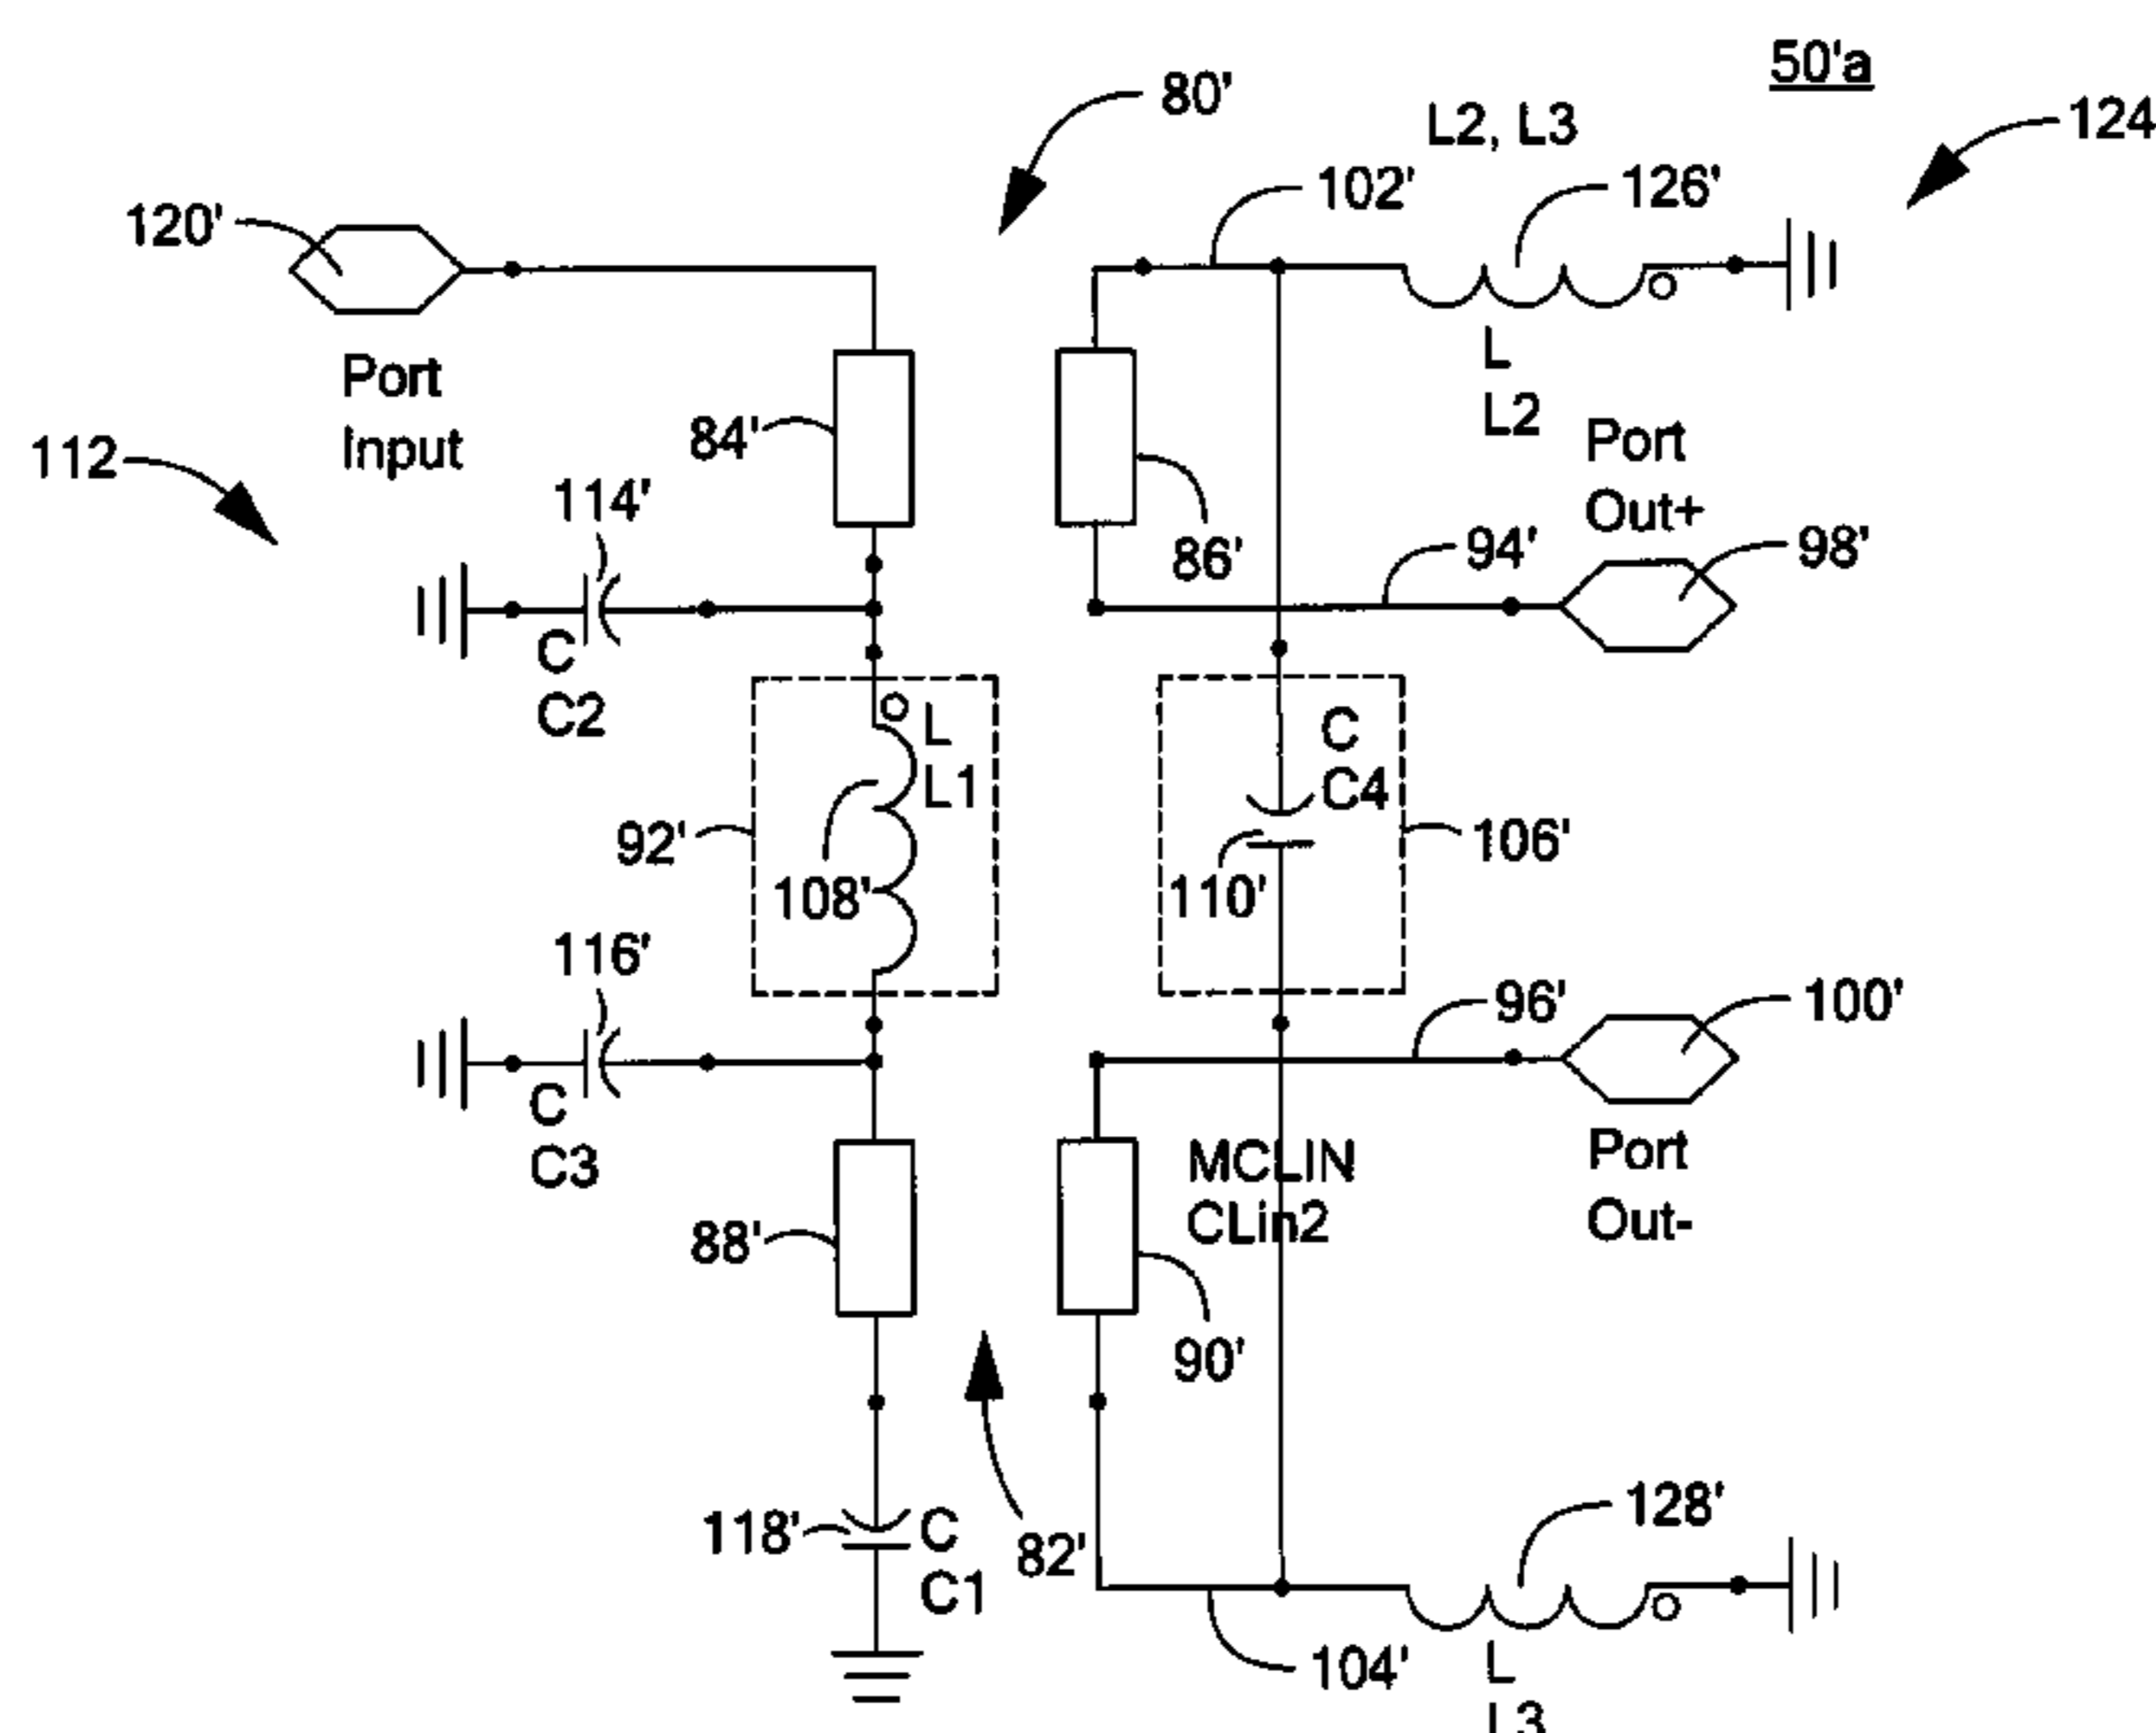 50'a
80'
124
L2, L3
102'
126'
120'
Port
Input
84'
L
L2
Port
Out+
112
114'
86'
94'
98'
C
C2
L
L1
C
C4
92'
108'
110'
106'
116'
96'
100'
C
C3
MCLIN
CLin2
Port
Out-
88'
90'
118'
C
C1
82'
128'
104'
L
L3